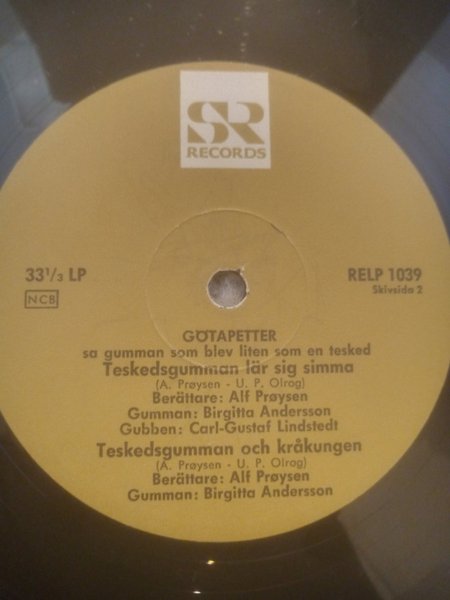 SR
RECORDS
33 1/3 LP
NCB
RELP 1039
Skivsida 2
GÖTAPETTER
sa gumman som blev liten som en tesked
Teskedsgumman lär sig simma
(A. Prøysen - U. P. Olrog)
Berättare: Alf Prøysen
Gumman: Birgitta Andersson
Gubben: Carl-Gustaf Lindstedt
Teskedsgumman och kråkungen
(A. Prøysen - U. P. Olrog)
Berättare: Alf Prøysen
Gumman: Birgitta Andersson